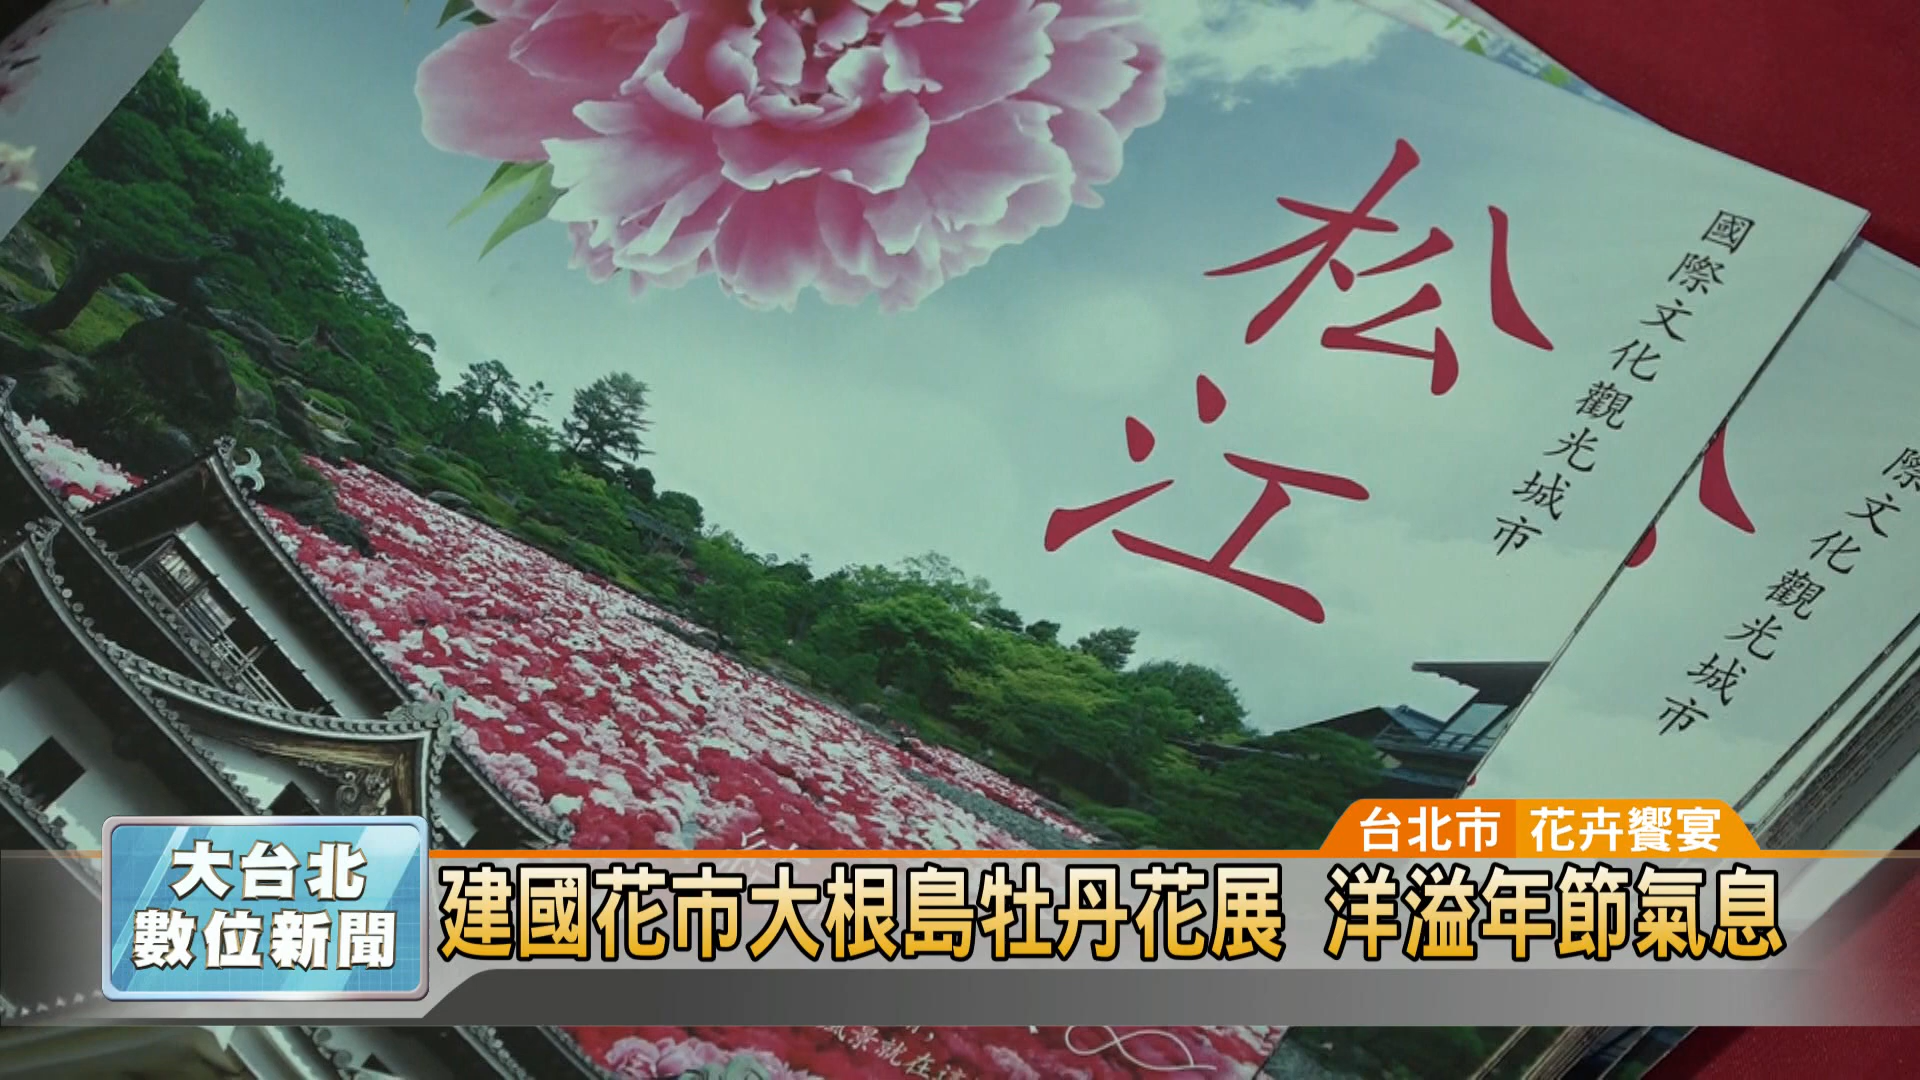 松江
國際文化觀光城市
際文化觀光城市
台北市 花卉饗宴
大台北
數位新聞
建國花市大根島牡丹花展 洋溢年節氣息